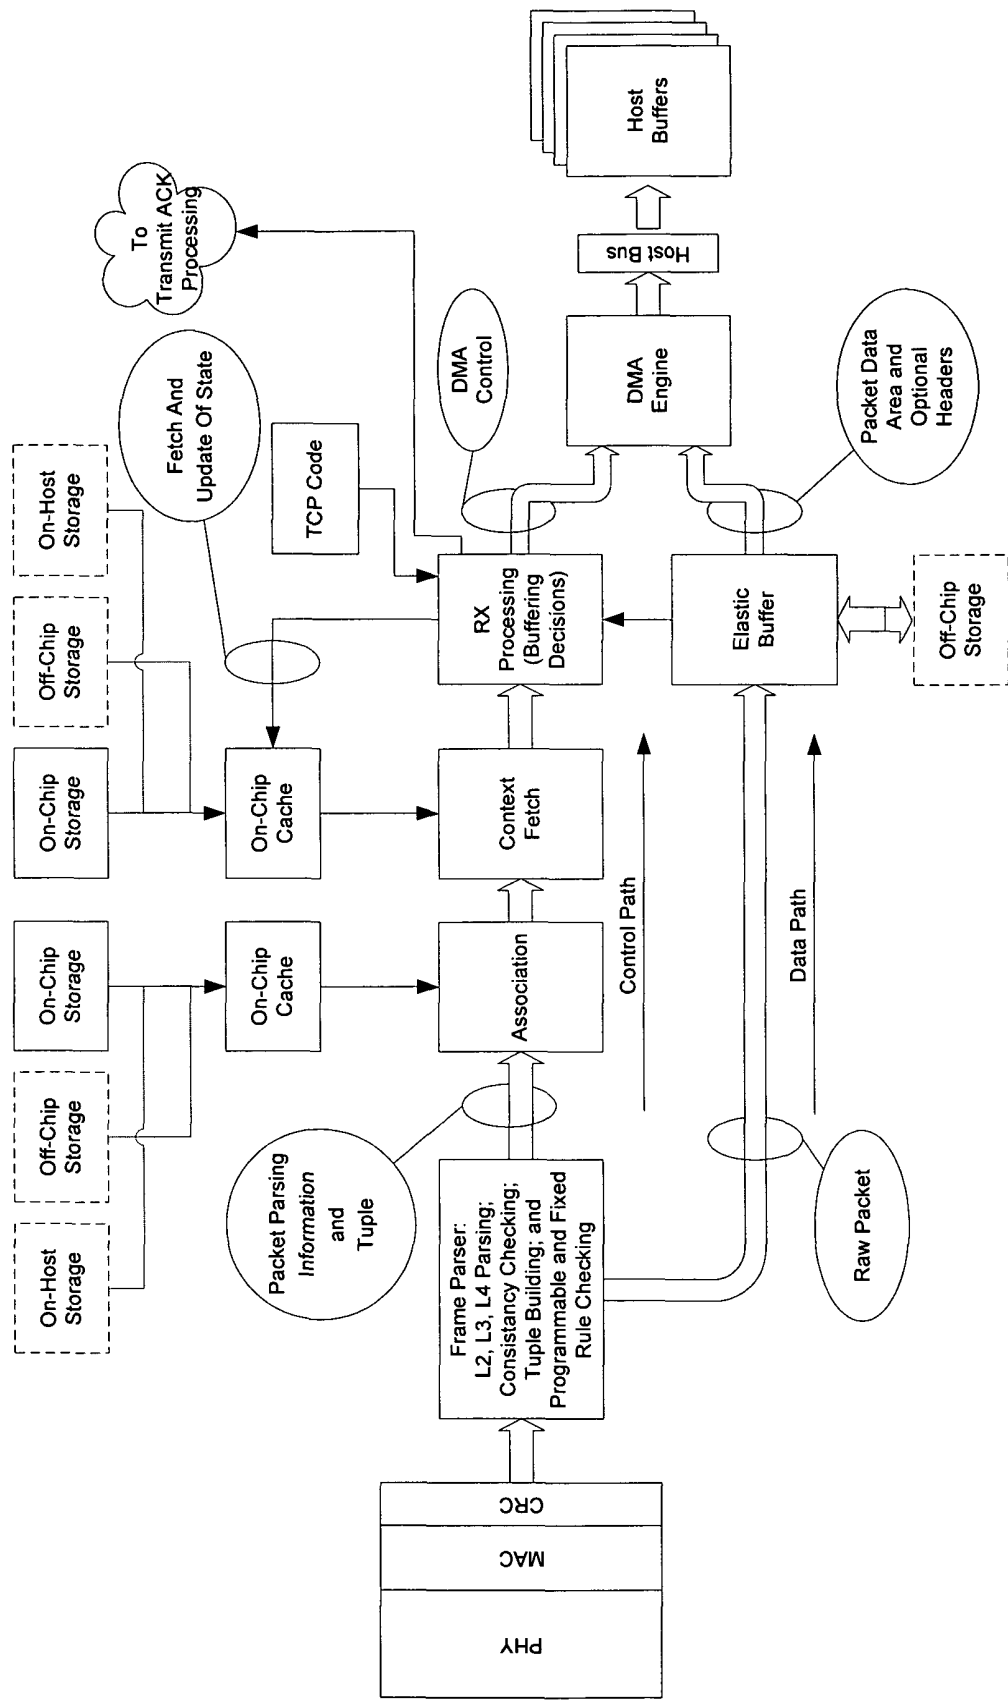 On-Host
Storage
Off-Chip
Storage
On-Chip
Storage
On-Chip
Storage
Off-Chip
Storage
On-Host
Storage
To
Transmit ACK
Processing
Fetch And
Update Of State
On-Chip
Cache
On-Chip
Cache
TCP Code
Packet Parsing
Information
and
Tuple
DMA
Control
PHY
MAC
CRC
Frame Parser:
L2, L3, L4 Parsing;
Consistancy Checking;
Tuple Building; and
Programmable and Fixed
Rule Checking
Association
Context
Fetch
RX
Processing
(Buffering
Decisions)
DMA
Engine
Host Bus
Host
Buffers
Control Path
Elastic
Buffer
Data Path
Raw Packet
Packet Data
Area and
Optional
Headers
Off-Chip
Storage